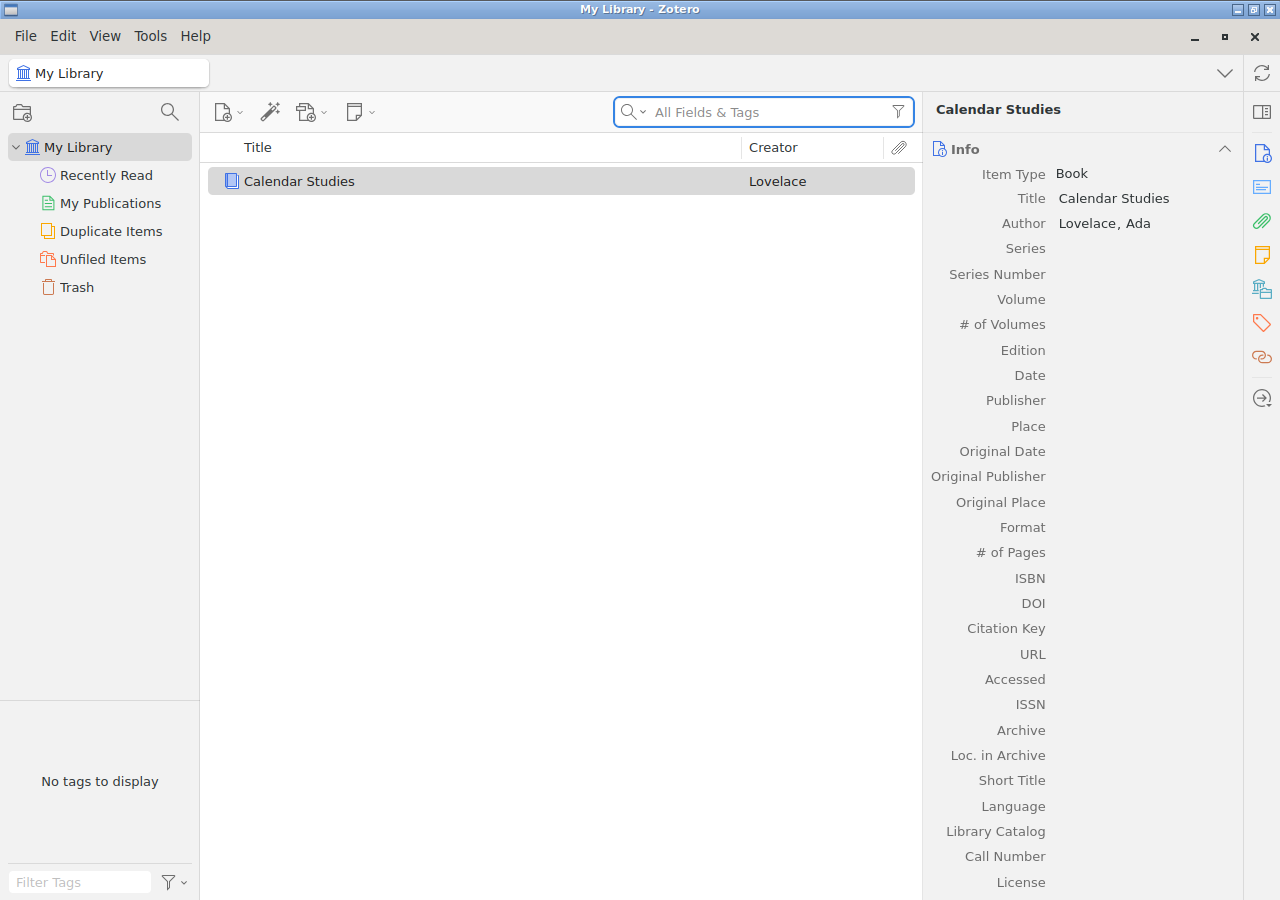 My Library - Zotero
File Edit View Tools Help
My Library
My Library
Recently Read
My Publications
Duplicate Items
Unfiled Items
Trash
No tags to display
Filter Tags
All Fields & Tags
Title Creator
Calendar Studies Lovelace
Calendar Studies
Info
Item Type Book
Title Calendar Studies
Author Lovelace, Ada
Series
Series Number
Volume
# of Volumes
Edition
Date
Publisher
Place
Original Date
Original Publisher
Original Place
Format
# of Pages
ISBN
DOI
Citation Key
URL
Accessed
ISSN
Archive
Loc. in Archive
Short Title
Language
Library Catalog
Call Number
License